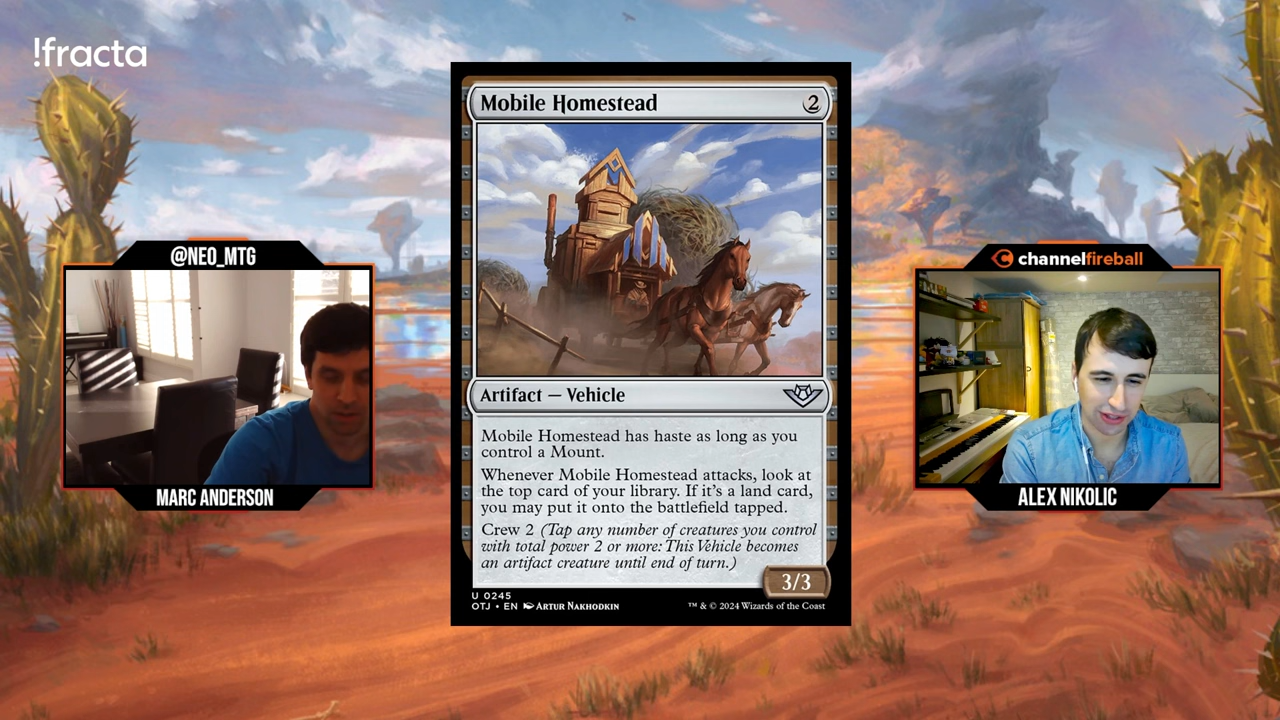 !fracta
@NEO_MTG
MARC ANDERSON
Mobile Homestead 2
Artifact — Vehicle
Mobile Homestead has haste as long as you
control a Mount.
Whenever Mobile Homestead attacks, look at
the top card of your library. If it's a land card,
you may put it onto the battlefield tapped.
Crew 2 (Tap any number of creatures you control
with total power 2 or more: This Vehicle becomes
an artifact creature until end of turn.)
3/3
U 0245
OTJ • EN Artur Nakhodkin
™ & © 2024 Wizards of the Coast
channelfireball
ALEX NIKOLIC